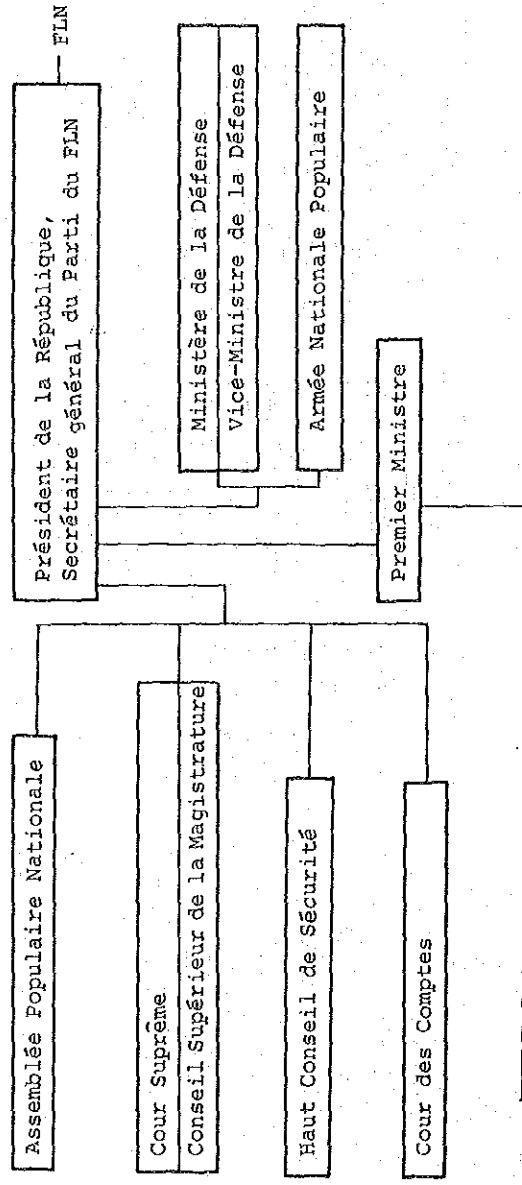 Président de la République,
Secrétaire général du Parti du FLN
FLN
Assemblée Populaire Nationale
Cour Suprême
Conseil Supérieur de la Magistrature
Haut Conseil de Sécurité
Cour des Comptes
Ministère de la Défense
Vice-Ministre de la Défense
Armée Nationale Populaire
Premier Ministre